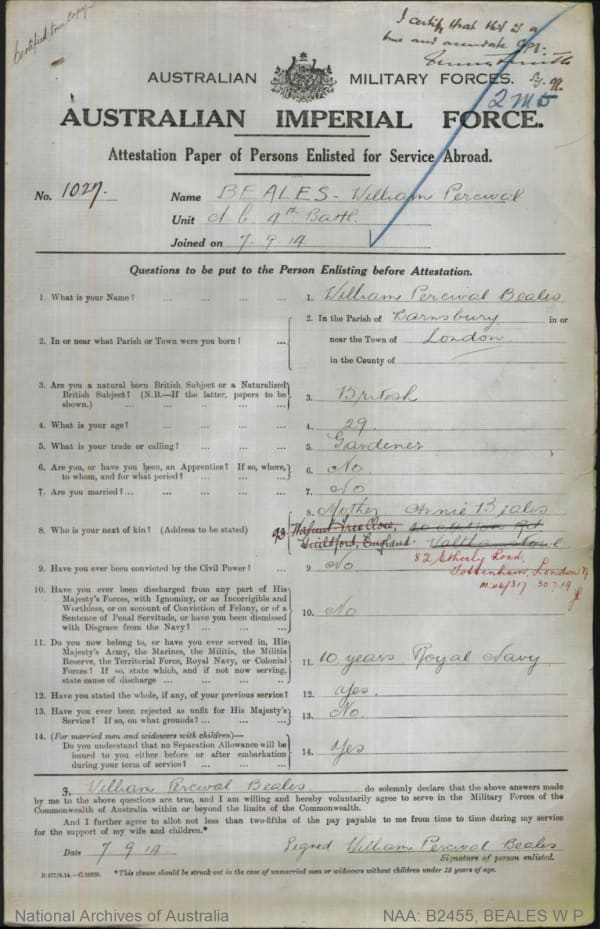 Certified true copy
I certify that this is a
true and accurate copy.
AUSTRALIAN MILITARY FORCES.
2 MD
AUSTRALIAN IMPERIAL FORCE.
Attestation Paper of Persons Enlisted for Service Abroad.
No. 1027. Name BEALES - William Percival
Unit 4th Battl.
Joined on 7.9.14
Questions to be put to the Person Enlisting before Attestation.
1. What is your Name? ... ... ... ... 1. William Percival Beales
2. In or near what Parish or Town were you born? ... 2. In the Parish of Barnsbury in or
near the Town of London
in the County of
3. Are you a natural born British Subject or a Naturalized
British Subject? (N.B.—If the latter, papers to be
shown.) ... ... ... ... 3. British
4. What is your age? ... ... ... ... 4. 29
5. What is your trade or calling? ... ... ... 5. Gardener
6. Are you, or have you been, an Apprentice? If so, where,
to whom, and for what period? ... ... ... 6. No
7. Are you married? ... ... ... ... ... 7. No
8. Who is your next of kin? (Address to be stated) 8. Mother Annie Beales
93 Walnut Tree Close,
Guildford, England.
82 Etherly Road,
Tottenham, London N
30.7.19
9. Have you ever been convicted by the Civil Power? ... 9. No
10. Have you ever been discharged from any part of His
Majesty's Forces, with Ignominy, or as Incorrigible and
Worthless, or on account of Conviction of Felony, or of a
Sentence of Penal Servitude, or have you been dismissed
with Disgrace from the Navy? ... ... ... 10. No
11. Do you now belong to, or have you ever served in, His
Majesty's Army, the Marines, the Militia, the Militia
Reserve, the Territorial Force, Royal Navy, or Colonial
Forces? If so, state which, and if not now serving,
state cause of discharge ... ... ... ... 11. 10 years Royal Navy
12. Have you stated the whole, if any, of your previous service? 12. Yes
13. Have you ever been rejected as unfit for His Majesty's
Service? If so, on what grounds? ... ... ... 13. No.
14. (For married men and widowers with children)—
Do you understand that no Separation Allowance will be
issued to you either before or after embarkation
during your term of service? ... ... ... 14. Yes
I, William Percival Beales do solemnly declare that the above answers made
by me to the above questions are true, and I am willing and hereby voluntarily agree to serve in the Military Forces of the
Commonwealth of Australia within or beyond the limits of the Commonwealth.
And I further agree to allot not less than two-fifths of the pay payable to me from time to time during my service
for the support of my wife and children.*
Date 7.9.14 Signed William Percival Beales
Signature of person enlisted.
*This clause should be struck out in the case of unmarried men or widowers without children under 18 years of age.
National Archives of Australia NAA: B2455, BEALES W P